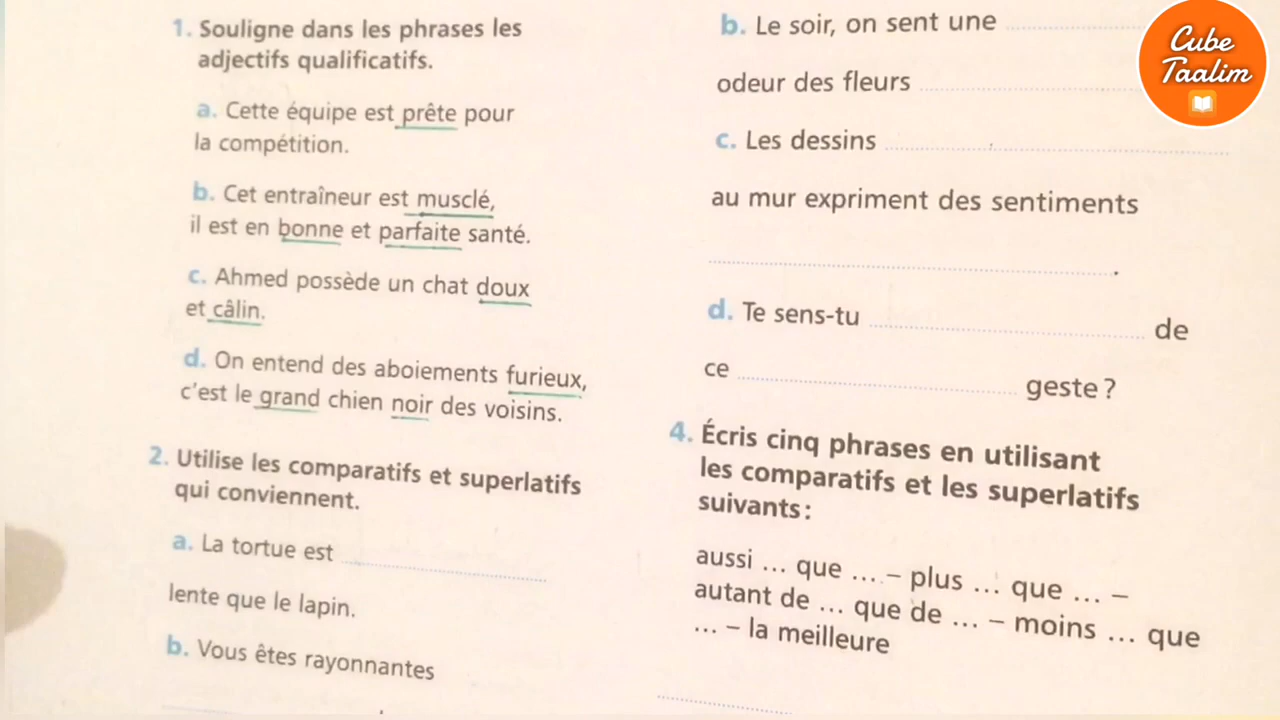 1. Souligne dans les phrases les
adjectifs qualificatifs.
a. Cette équipe est prête pour
la compétition.
b. Cet entraîneur est musclé,
il est en bonne et parfaite santé.
c. Ahmed possède un chat doux
et câlin.
d. On entend des aboiements furieux,
c'est le grand chien noir des voisins.
2. Utilise les comparatifs et superlatifs
qui conviennent.
a. La tortue est ..........
lente que le lapin.
b. Vous êtes rayonnantes
b. Le soir, on sent une ..........
odeur des fleurs ..........
c. Les dessins ..........
au mur expriment des sentiments
.......... .
d. Te sens-tu .......... de
ce .......... geste ?
4. Écris cinq phrases en utilisant
les comparatifs et les superlatifs
suivants :
aussi ... que ... – plus ... que ... –
autant de ... que de ... – moins ... que
... – la meilleure
Cube
Taalim